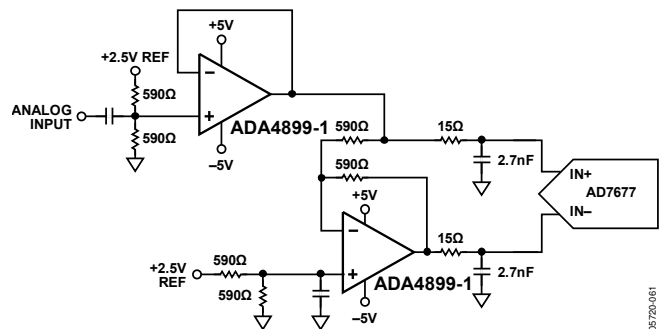 +5V
+2.5V REF
590Ω
ANALOG
INPUT
590Ω
ADA4899-1
–5V
590Ω
15Ω
590Ω
2.7nF
IN+
AD7677
IN–
+5V
15Ω
+2.5V
REF
590Ω
590Ω
ADA4899-1
2.7nF
–5V
05720-061